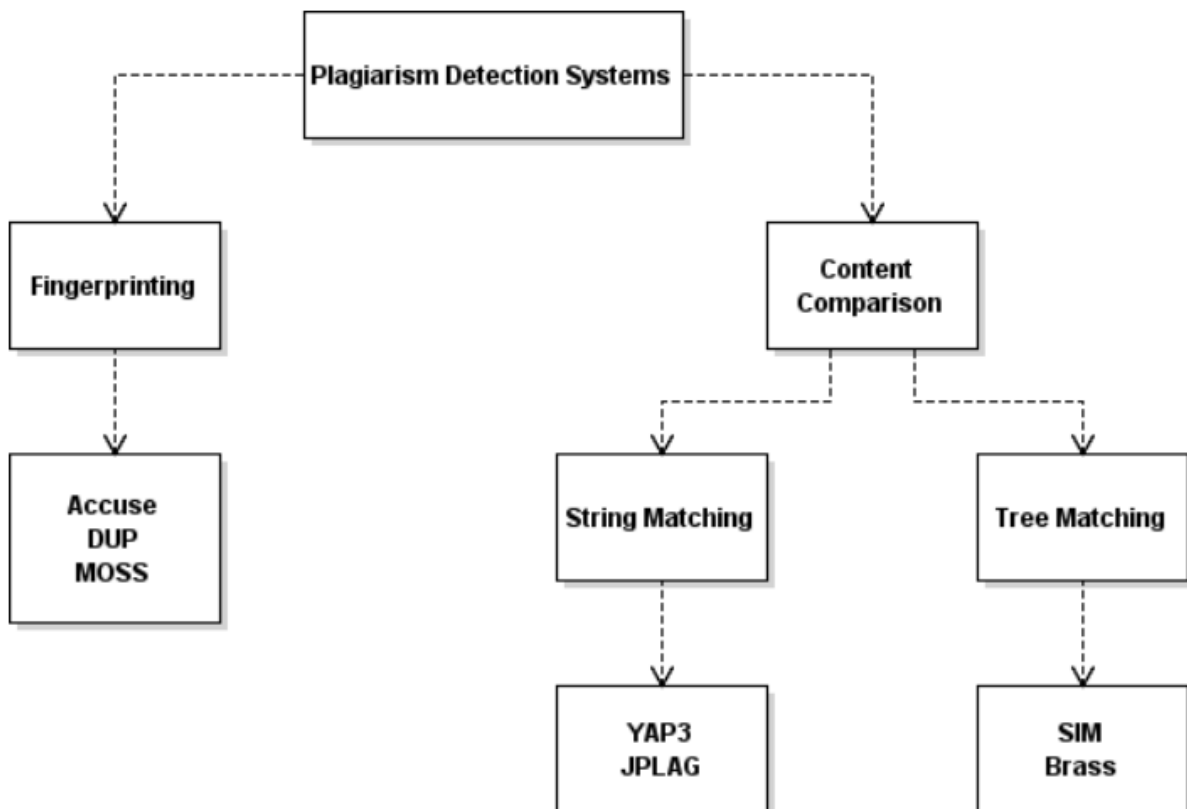 Plagiarism Detection Systems
Fingerprinting
Content
Comparison
Accuse
DUP
MOSS
String Matching
Tree Matching
YAP3
JPLAG
SIM
Brass